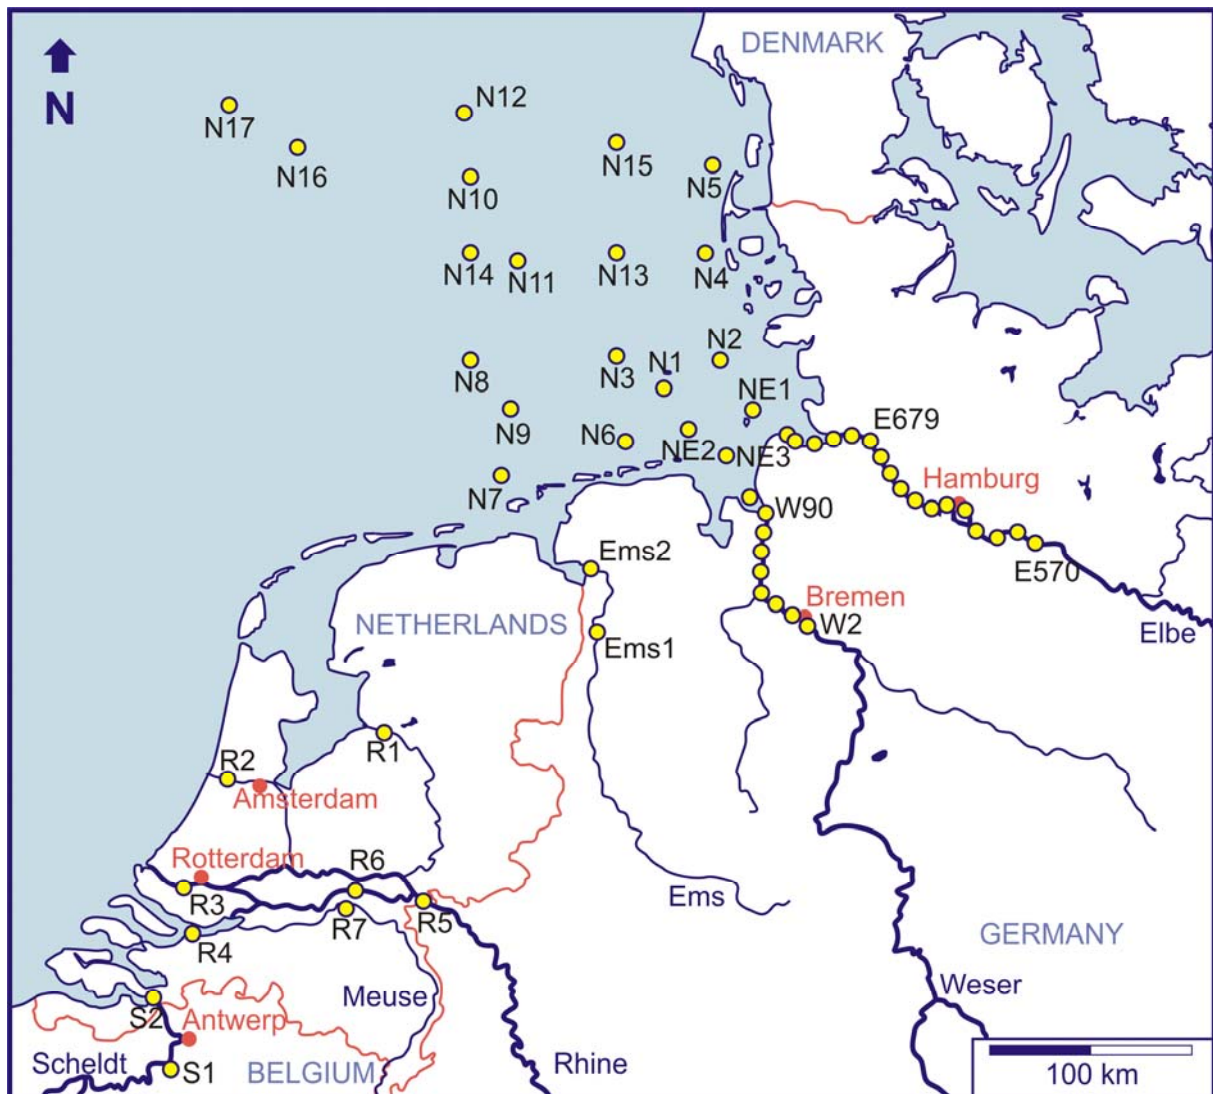 DENMARK
N
N17
N12
N16
N15
N10
N5
N14
N11
N13
N4
N8
N3
N1
N2
NE1
N9
N6
NE2
NE3
E679
N7
Hamburg
W90
Ems2
E570
NETHERLANDS
Bremen
W2
Elbe
Ems1
R1
R2
Amsterdam
Rotterdam
R6
R3
R7
R5
Ems
R4
GERMANY
Meuse
Weser
S2
Antwerp
Scheldt
S1
BELGIUM
Rhine
100 km